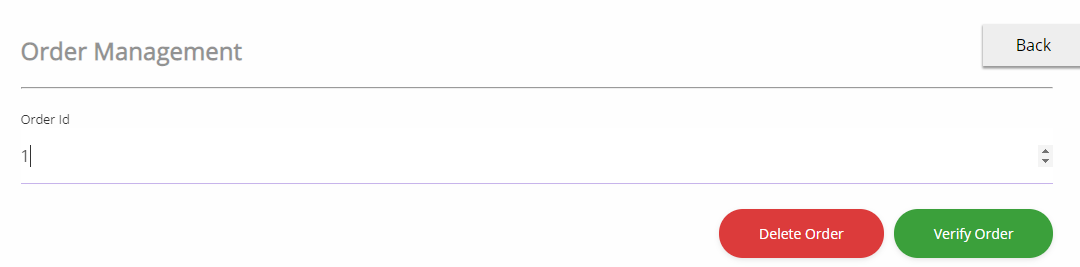 Order Management
Back
Order Id
1
Delete Order
Verify Order